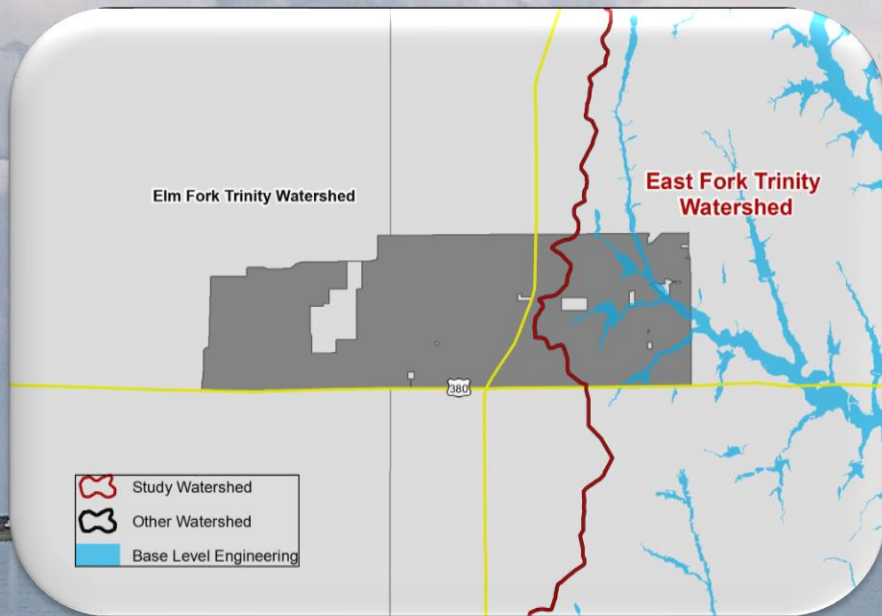 Elm Fork Trinity Watershed
East Fork Trinity
Watershed
380
Study Watershed
Other Watershed
Base Level Engineering